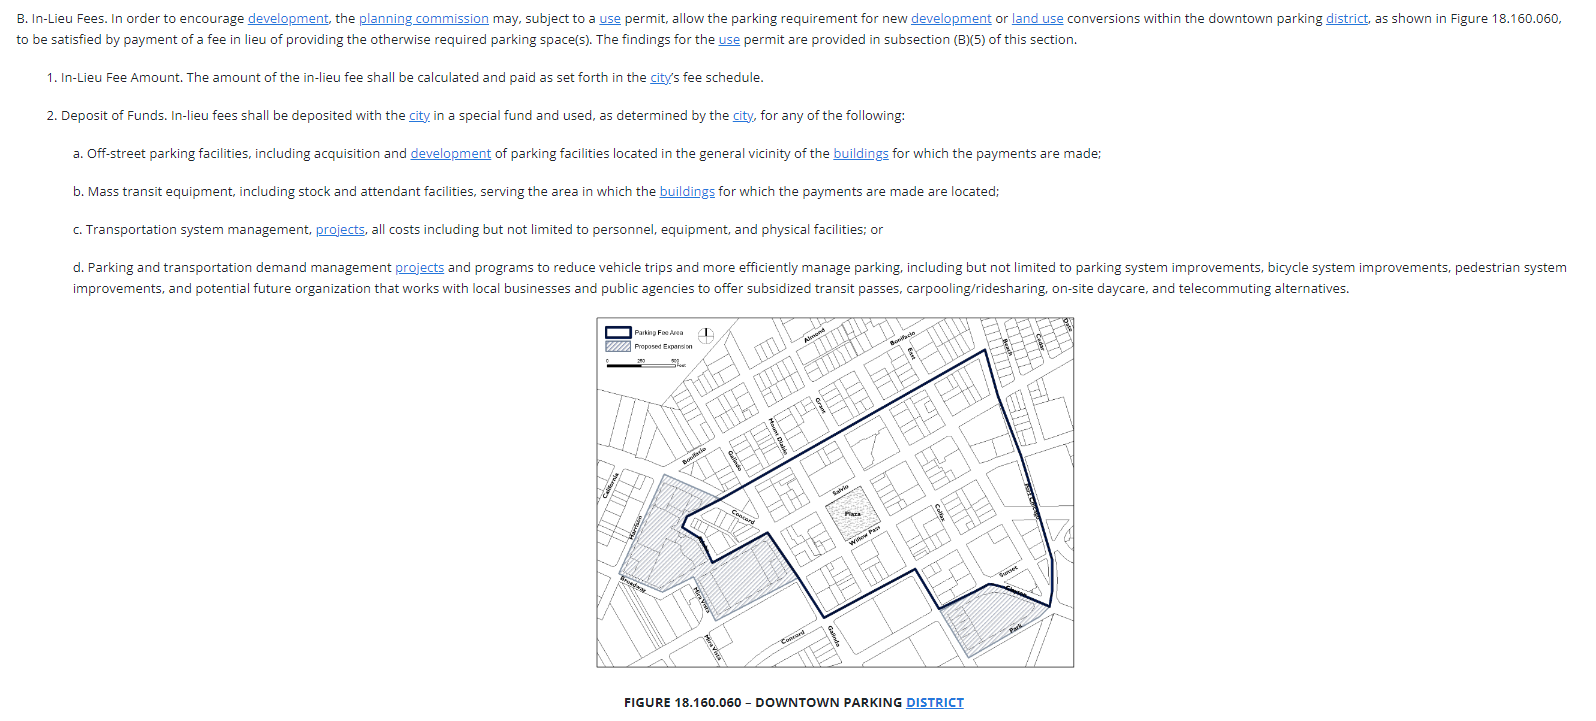 B. In-Lieu Fees. In order to encourage development, the planning commission may, subject to a use permit, allow the parking requirement for new development or land use conversions within the downtown parking district, as shown in Figure 18.160.060,
to be satisfied by payment of a fee in lieu of providing the otherwise required parking space(s). The findings for the use permit are provided in subsection (B)(5) of this section.
1. In-Lieu Fee Amount. The amount of the in-lieu fee shall be calculated and paid as set forth in the city's fee schedule.
2. Deposit of Funds. In-lieu fees shall be deposited with the city in a special fund and used, as determined by the city, for any of the following:
a. Off-street parking facilities, including acquisition and development of parking facilities located in the general vicinity of the buildings for which the payments are made;
b. Mass transit equipment, including stock and attendant facilities, serving the area in which the buildings for which the payments are made are located;
c. Transportation system management, projects, all costs including but not limited to personnel, equipment, and physical facilities; or
d. Parking and transportation demand management projects and programs to reduce vehicle trips and more efficiently manage parking, including but not limited to parking system improvements, bicycle system improvements, pedestrian system
improvements, and potential future organization that works with local businesses and public agencies to offer subsidized transit passes, carpooling/ridesharing, on-site daycare, and telecommuting alternatives.
Parking Fee Area
Proposed Expansion
0 250 500
Feet
Almond
Bonifacio
East
Beach
Cedar
Date
Grant
Mount Diablo
Bonifacio
Galindo
California
Harrison
Concord
Salvio
Plaza
Willow Pass
Colfax
Port Chicago
Broadway
Mira Vista
Sunset
Park
Mira Vista
Concord
Galindo
FIGURE 18.160.060 – DOWNTOWN PARKING DISTRICT